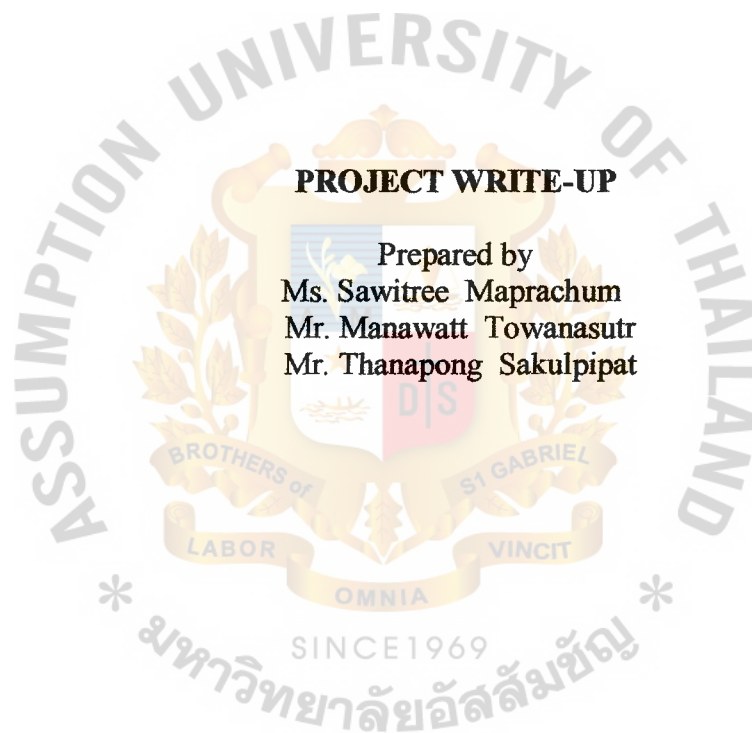 ASSUMPTION UNIVERSITY OF THAILAND
PROJECT WRITE-UP
Prepared by
Ms. Sawitree Maprachum
Mr. Manawatt Towanasutr
Mr. Thanapong Sakulpipat
D|S
BROTHERS of
ST GABRIEL
LABOR
VINCIT
OMNIA
* SINCE1969 *
มหาวิทยาลัยอัสสัมชัญ